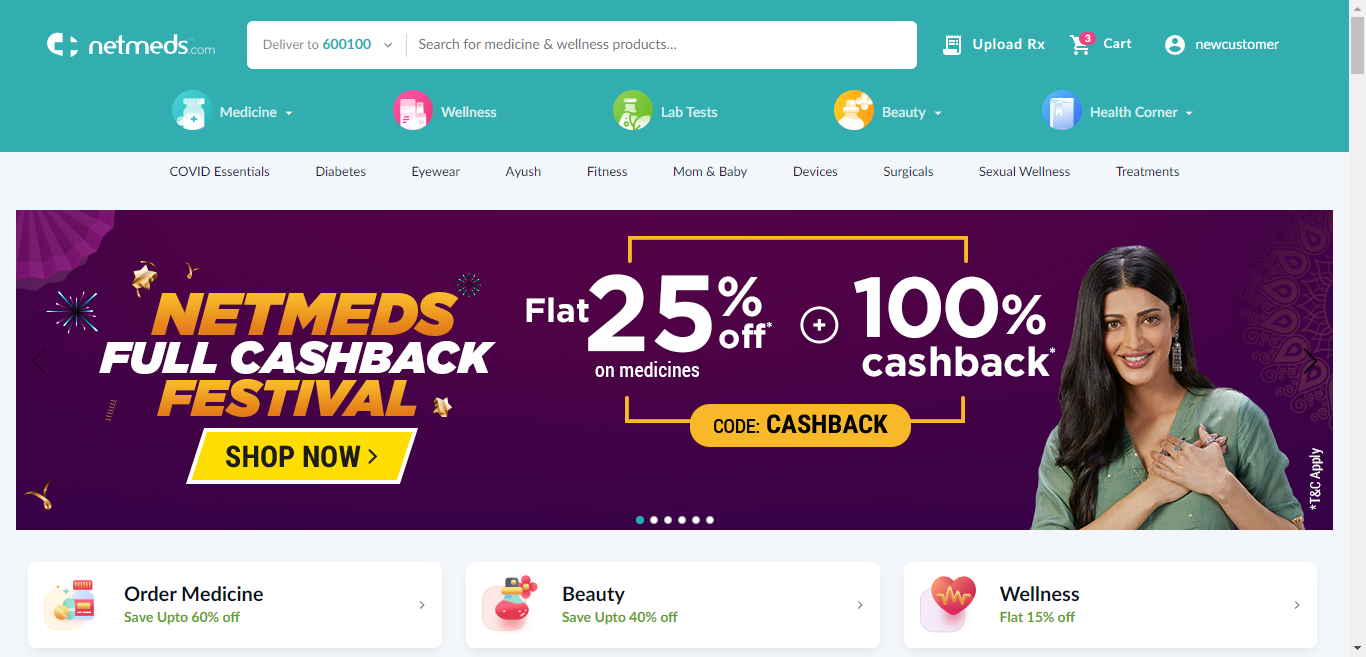 netmeds.com
Deliver to 600100
Search for medicine & wellness products...
Upload Rx
3
Cart
newcustomer
Medicine
Wellness
Lab Tests
Beauty
Health Corner
COVID Essentials
Diabetes
Eyewear
Ayush
Fitness
Mom & Baby
Devices
Surgicals
Sexual Wellness
Treatments
NETMEDS
FULL CASHBACK
FESTIVAL
SHOP NOW >
Flat 25% off*
on medicines
+
100%
cashback*
CODE: CASHBACK
*T&C Apply
Order Medicine
Save Upto 60% off
Beauty
Save Upto 40% off
Wellness
Flat 15% off